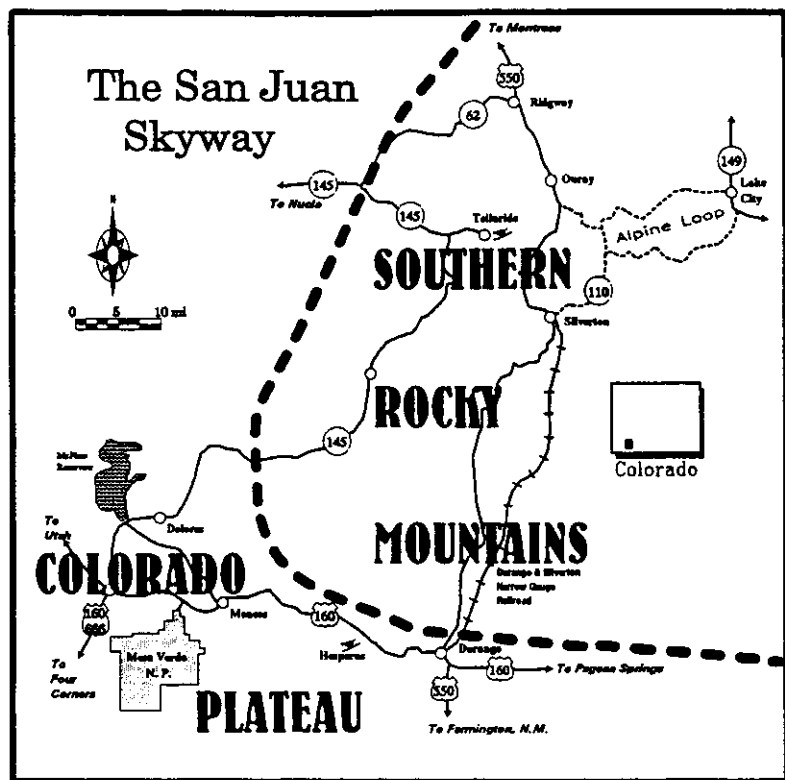 To Montrose
The San Juan
Skyway
550
Ridgway
62
149
Ouray
Lake
City
145
To Nucla
145
Telluride
Alpine Loop
N
SOUTHERN
110
0 5 10 mi
Silverton
ROCKY
Colorado
145
McPhee
Reservoir
To
Utah
Dolores
MOUNTAINS
COLORADO
Durango & Silverton
Narrow Gauge
Railroad
160
666
Mancos
160
Hesperus
Durango
Mesa Verde
N.P.
To
Four
Corners
160
To Pagosa Springs
550
PLATEAU
To Farmington, N.M.